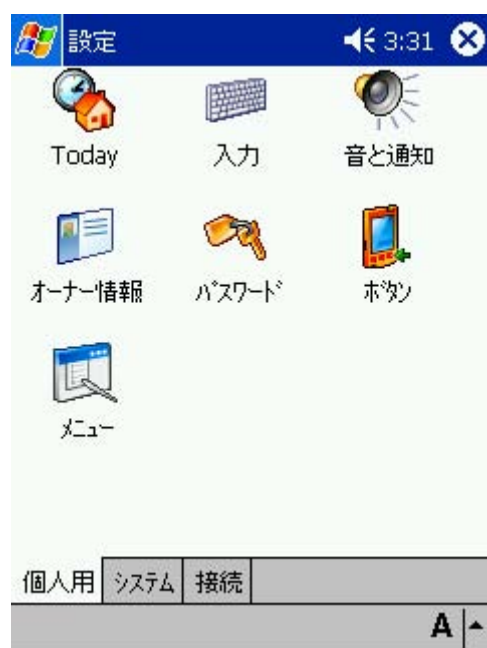 設定 3:31
Today 入力 音と通知
オーナー情報 パスワード ボタン
メニュー
個人用 システム 接続
A